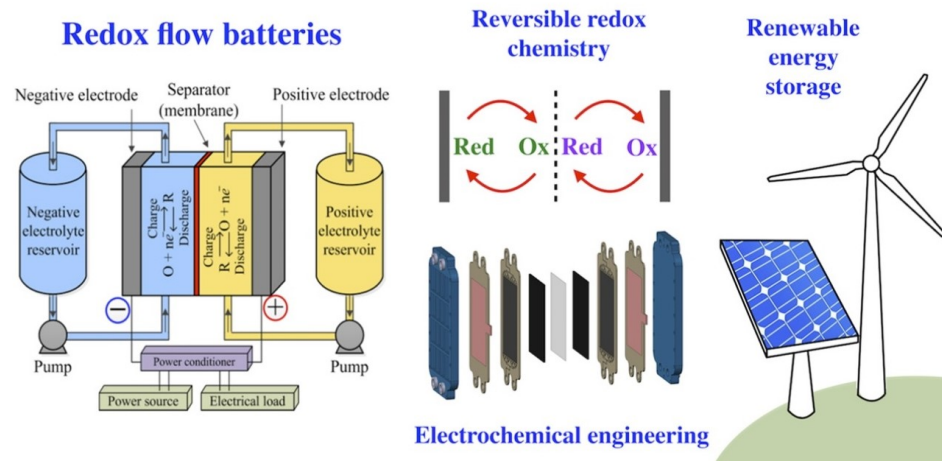 Redox flow batteries
Negative electrode
Separator
(membrane)
Positive electrode
Negative
electrolyte
reservoir
Charge
O + nē ⇄ R
Discharge
Charge
R ⇄ O + nē
Discharge
Positive
electrolyte
reservoir
−
+
Pump
Pump
Power conditioner
Power source
Electrical load
Reversible redox
chemistry
Red Ox Red Ox
Electrochemical engineering
Renewable
energy
storage